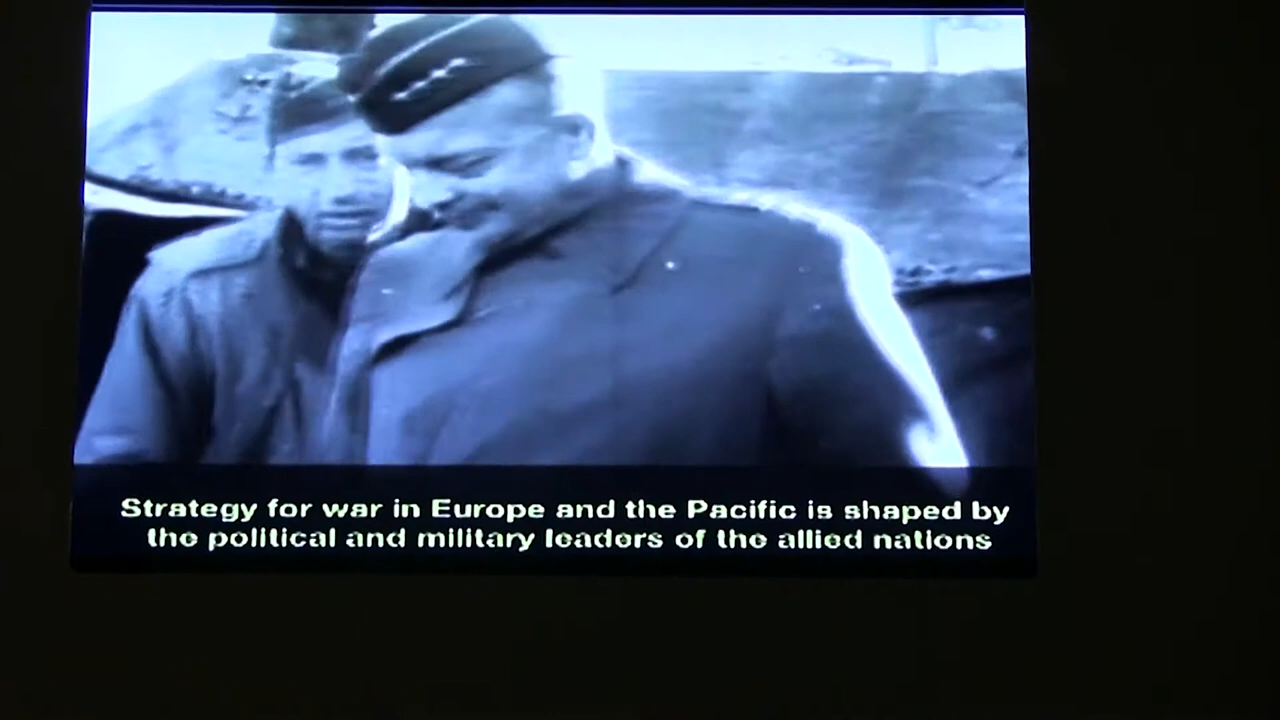 Strategy for war in Europe and the Pacific is shaped by
the political and military leaders of the allied nations